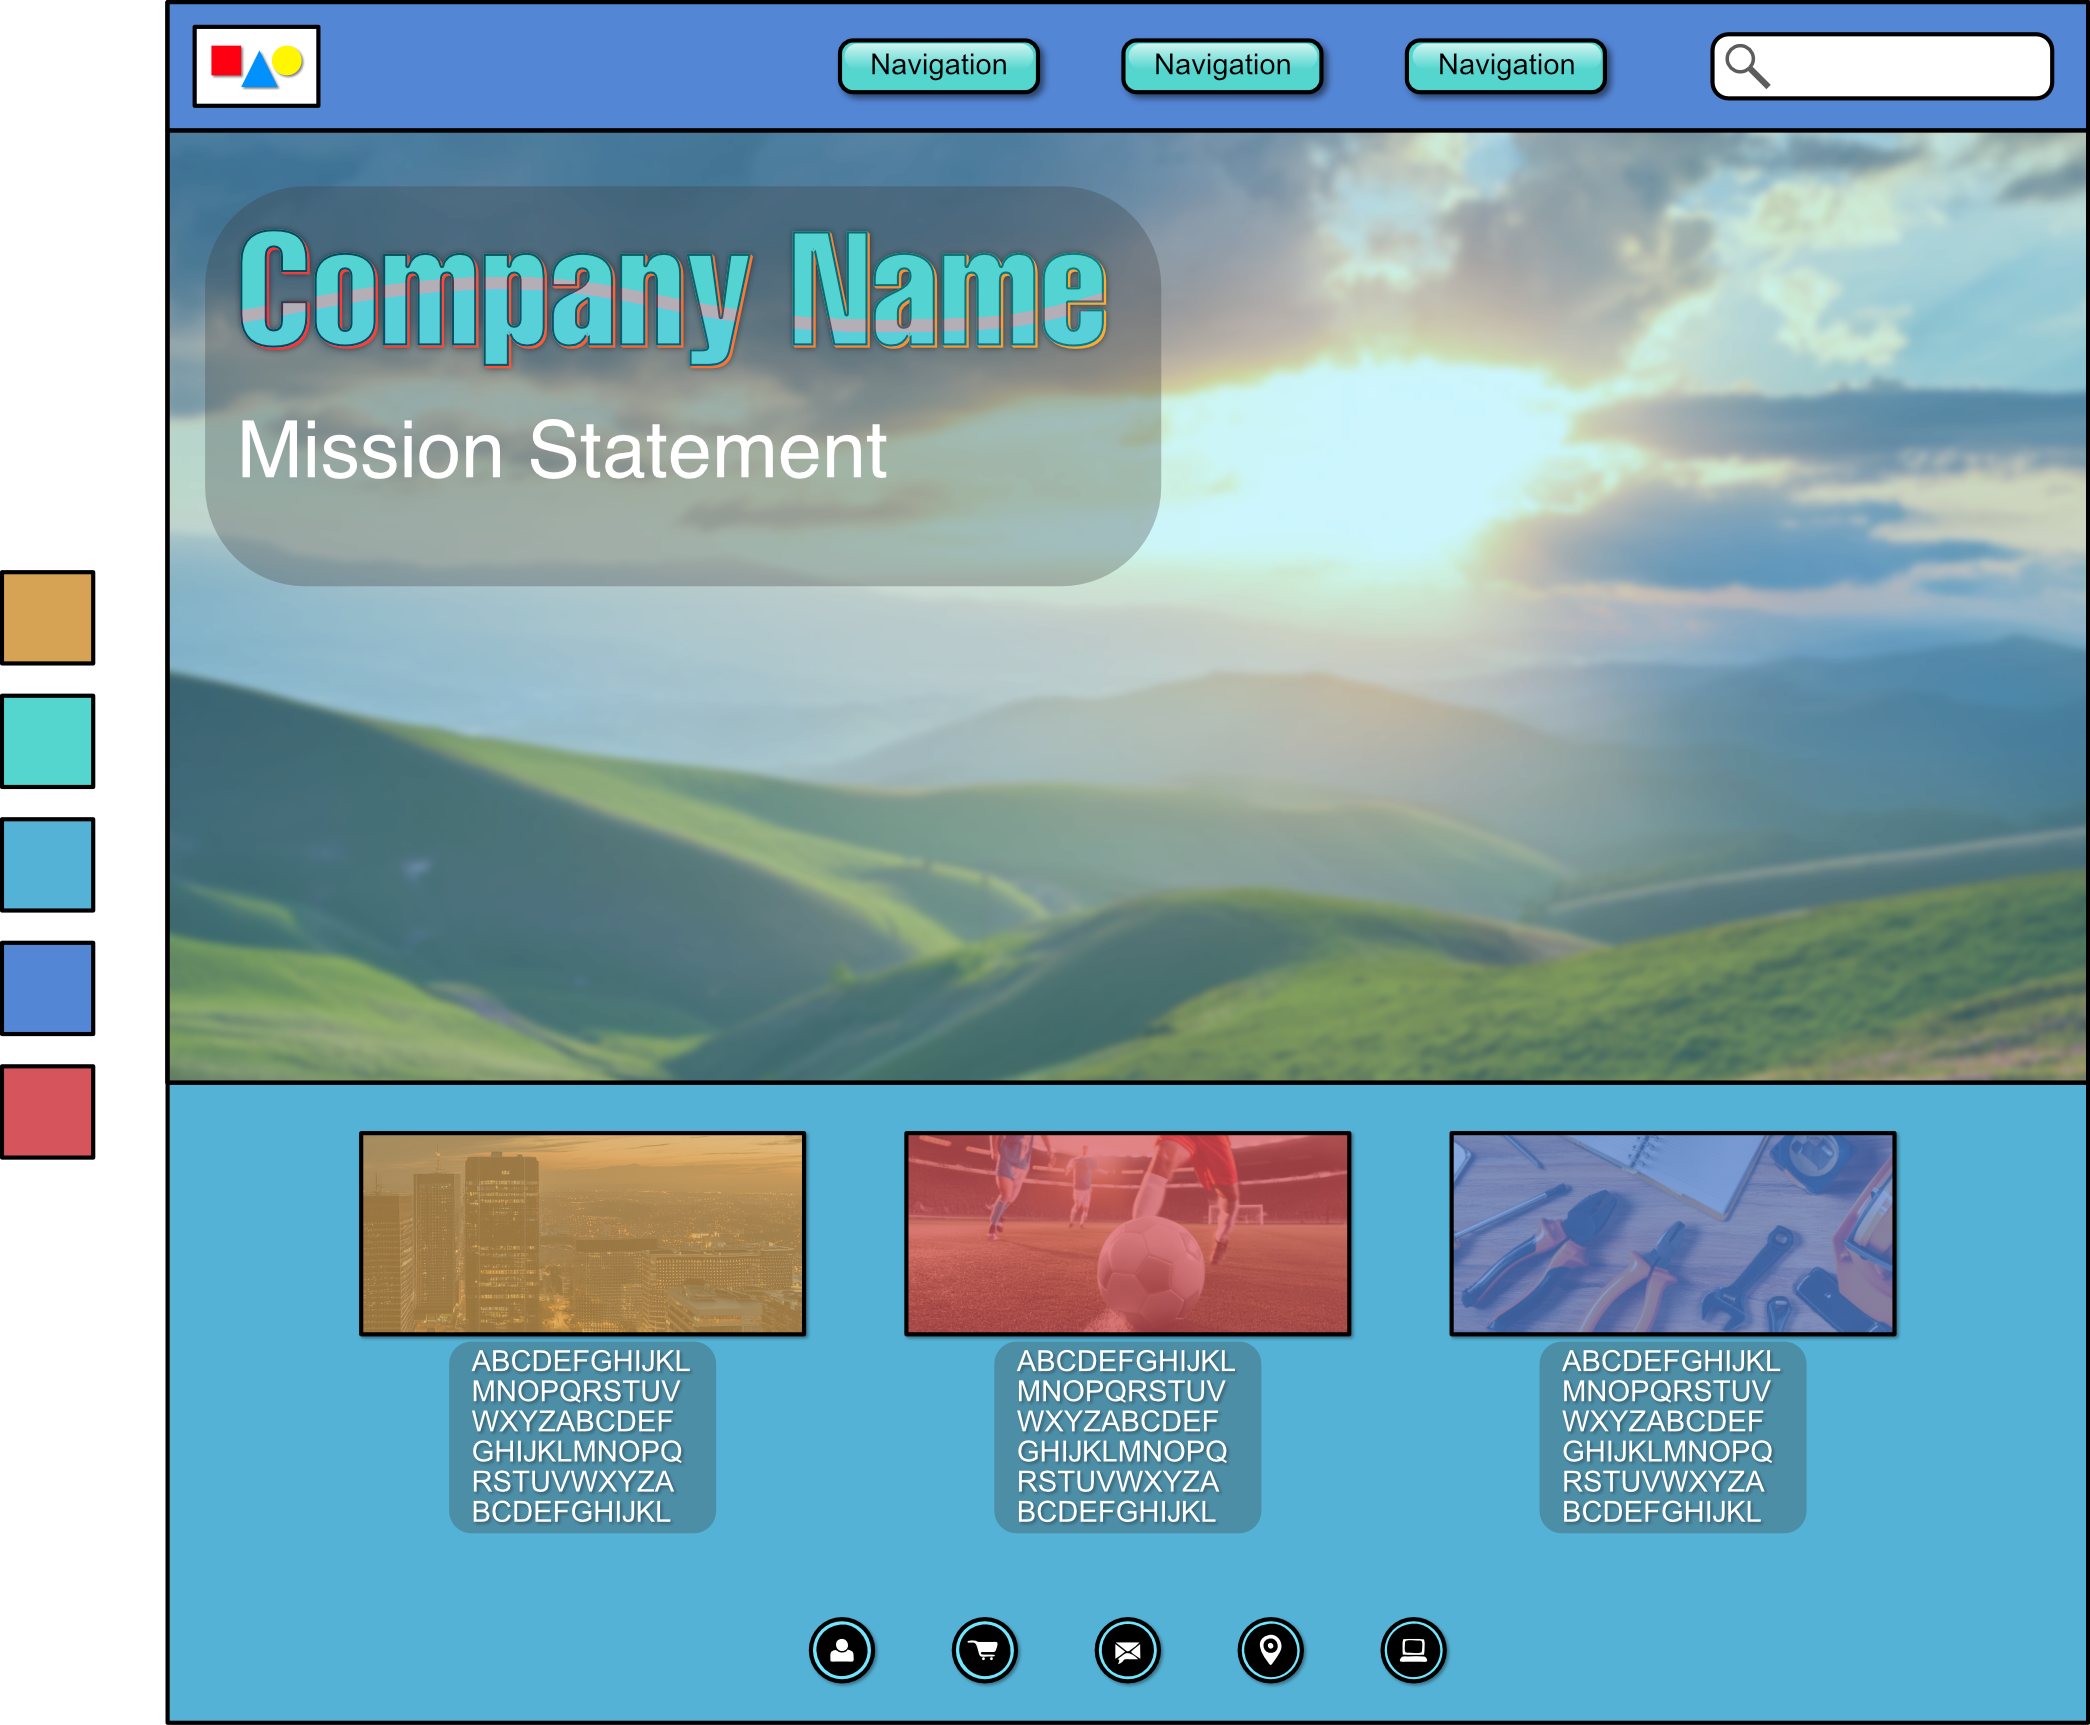 Navigation
Navigation
Navigation
Company Name
Mission Statement
ABCDEFGHIJKL
MNOPQRSTUV
WXYZABCDEF
GHIJKLMNOPQ
RSTUVWXYZA
BCDEFGHIJKL
ABCDEFGHIJKL
MNOPQRSTUV
WXYZABCDEF
GHIJKLMNOPQ
RSTUVWXYZA
BCDEFGHIJKL
ABCDEFGHIJKL
MNOPQRSTUV
WXYZABCDEF
GHIJKLMNOPQ
RSTUVWXYZA
BCDEFGHIJKL